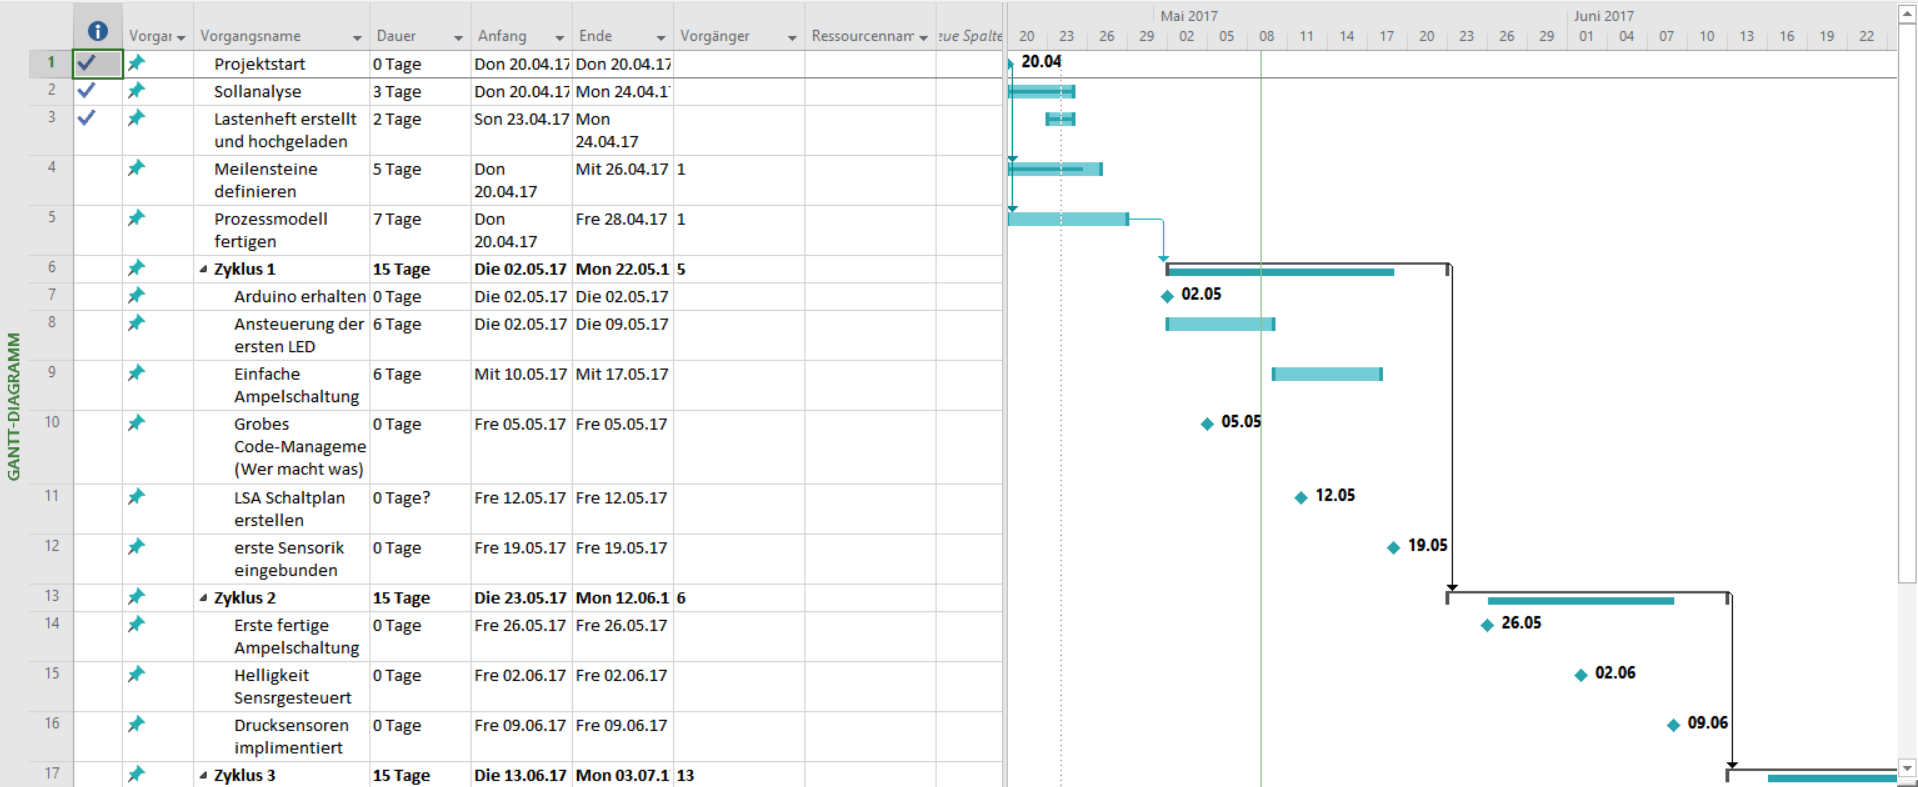 Mai 2017 Juni 2017
Vorgar Vorgangsname Dauer Anfang Ende Vorgänger Ressourcennam eue Spalte 20 23 26 29 02 05 08 11 14 17 20 23 26 29 01 04 07 10 13 16 19 22
1 Projektstart 0 Tage Don 20.04.17 Don 20.04.17 20.04
2 Sollanalyse 3 Tage Don 20.04.17 Mon 24.04.1
3 Lastenheft erstellt 2 Tage Son 23.04.17 Mon
und hochgeladen 24.04.17
4 Meilensteine 5 Tage Don Mit 26.04.17 1
definieren 20.04.17
5 Prozessmodell 7 Tage Don Fre 28.04.17 1
fertigen 20.04.17
6 Zyklus 1 15 Tage Die 02.05.17 Mon 22.05.1 5
7 Arduino erhalten 0 Tage Die 02.05.17 Die 02.05.17 02.05
8 Ansteuerung der 6 Tage Die 02.05.17 Die 09.05.17
ersten LED
9 Einfache 6 Tage Mit 10.05.17 Mit 17.05.17
Ampelschaltung
10 Grobes 0 Tage Fre 05.05.17 Fre 05.05.17 05.05
Code-Manageme
(Wer macht was)
11 LSA Schaltplan 0 Tage? Fre 12.05.17 Fre 12.05.17 12.05
erstellen
12 erste Sensorik 0 Tage Fre 19.05.17 Fre 19.05.17 19.05
eingebunden
13 Zyklus 2 15 Tage Die 23.05.17 Mon 12.06.1 6
14 Erste fertige 0 Tage Fre 26.05.17 Fre 26.05.17 26.05
Ampelschaltung
15 Helligkeit 0 Tage Fre 02.06.17 Fre 02.06.17 02.06
Sensrgesteuert
16 Drucksensoren 0 Tage Fre 09.06.17 Fre 09.06.17 09.06
implimentiert
17 Zyklus 3 15 Tage Die 13.06.17 Mon 03.07.1 13
GANTT-DIAGRAMM